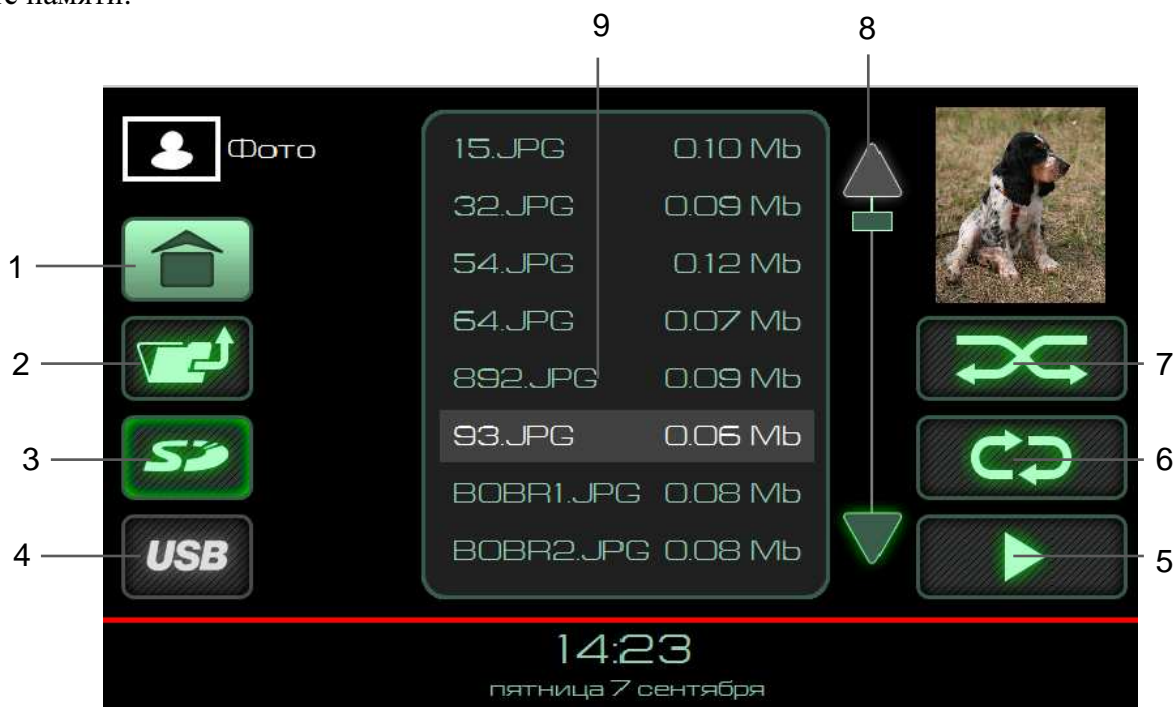 9 8
Фото
15.JPG 0.10 Mb
32.JPG 0.09 Mb
1
54.JPG 0.12 Mb
64.JPG 0.07 Mb
2
7
892.JPG 0.09 Mb
93.JPG 0.06 Mb
3
SD
6
BOBR1.JPG 0.08 Mb
4
USB
BOBR2.JPG 0.08 Mb
5
14:23
пятница 7 сентября